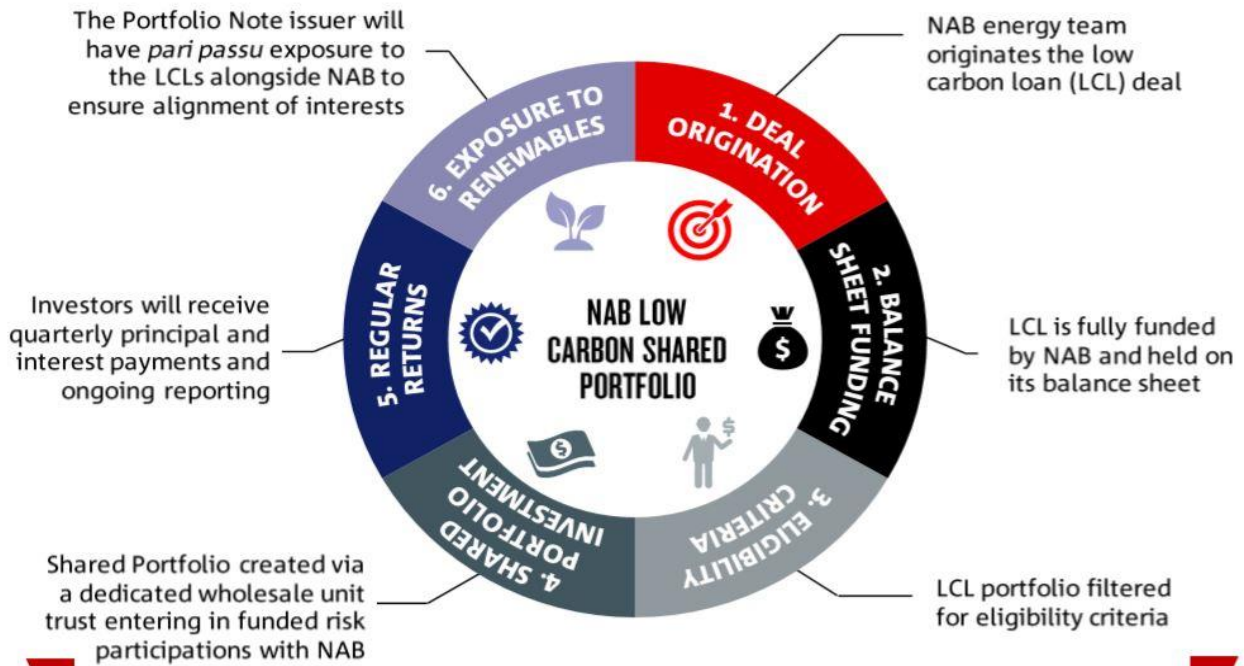 The Portfolio Note issuer will
have pari passu exposure to
the LCLs alongside NAB to
ensure alignment of interests
NAB energy team
originates the low
carbon loan (LCL) deal
6. EXPOSURE TO
RENEWABLES
1. DEAL
ORIGINATION
Investors will receive
quarterly principal and
interest payments and
ongoing reporting
5. REGULAR
RETURNS
NAB LOW
CARBON SHARED
PORTFOLIO
$
2. BALANCE
SHEET FUNDING
LCL is fully funded
by NAB and held on
its balance sheet
$
$
4. SHARED
PORTFOLIO
INVESTMENT
3. ELIGIBILITY
CRITERIA
Shared Portfolio created via
a dedicated wholesale unit
trust entering in funded risk
participations with NAB
LCL portfolio filtered
for eligibility criteria